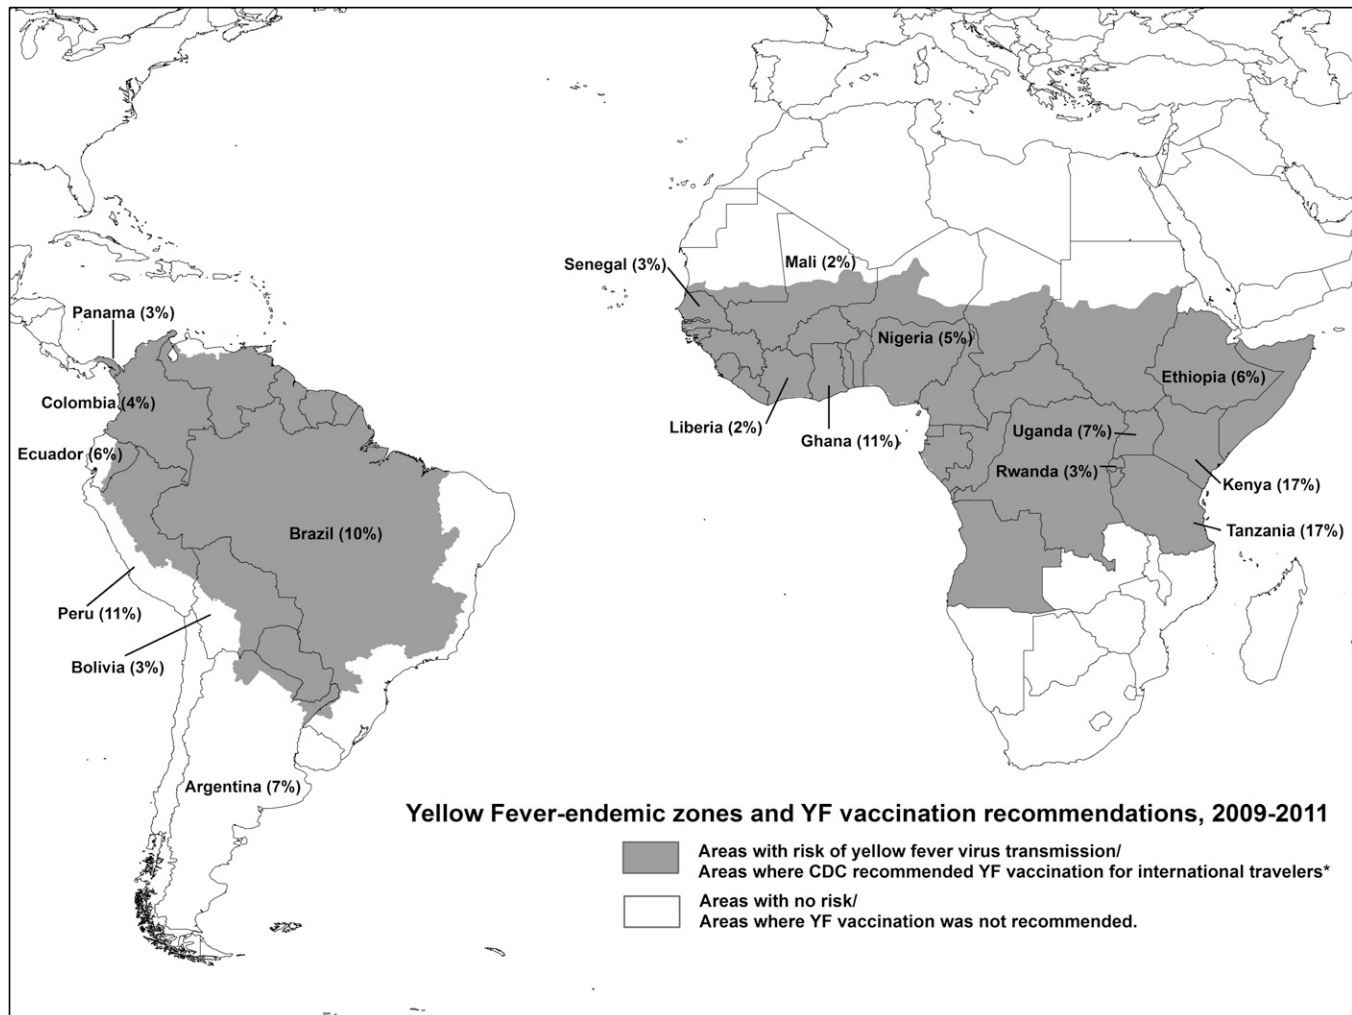 Senegal (3%)
Mali (2%)
Panama (3%)
Nigeria (5%)
Ethiopia (6%)
Colombia (4%)
Liberia (2%)
Ghana (11%)
Uganda (7%)
Ecuador (6%)
Rwanda (3%)
Kenya (17%)
Brazil (10%)
Tanzania (17%)
Peru (11%)
Bolivia (3%)
Argentina (7%)
Yellow Fever-endemic zones and YF vaccination recommendations, 2009-2011
Areas with risk of yellow fever virus transmission/
Areas where CDC recommended YF vaccination for international travelers*
Areas with no risk/
Areas where YF vaccination was not recommended.